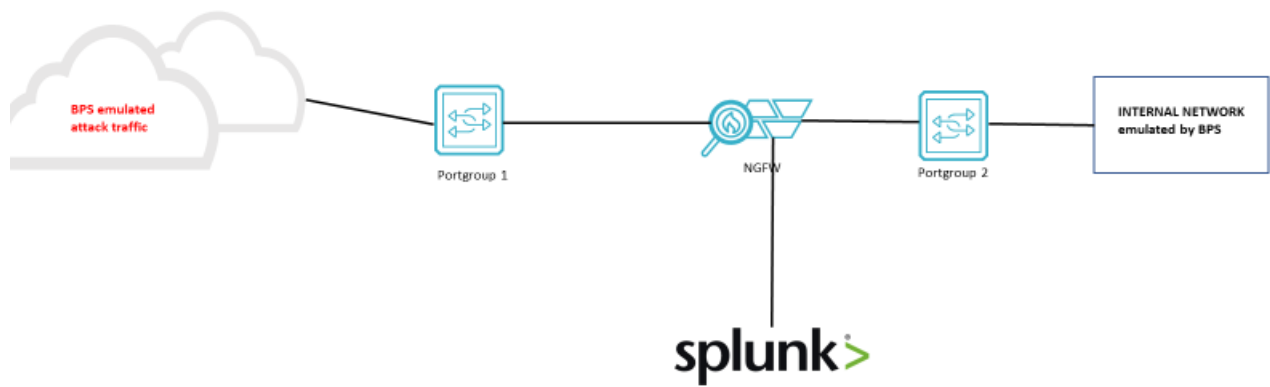 BPS emulated
attack traffic
Portgroup 1
NGFW
Portgroup 2
INTERNAL NETWORK
emulated by BPS
splunk>